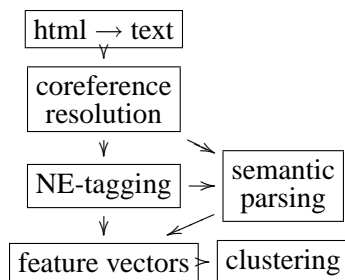 html → text
coreference
resolution
NE-tagging
semantic
parsing
feature vectors
clustering